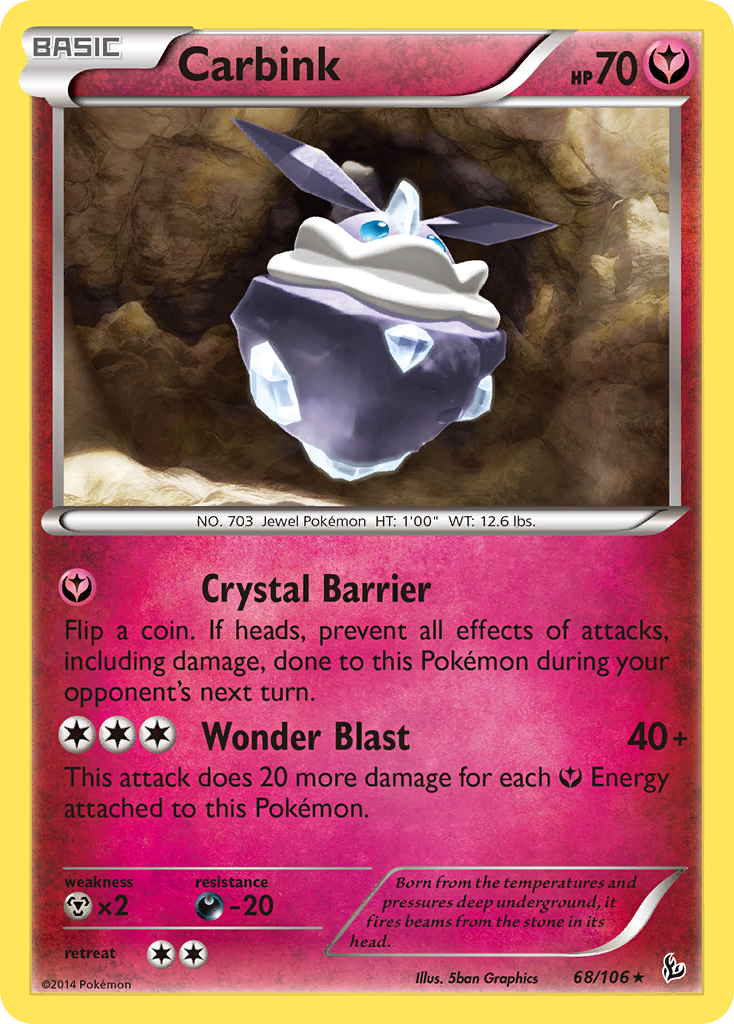 BASIC
Carbink
HP 70
NO. 703 Jewel Pokémon HT: 1'00" WT: 12.6 lbs.
Crystal Barrier
Flip a coin. If heads, prevent all effects of attacks,
including damage, done to this Pokémon during your
opponent's next turn.
Wonder Blast 40+
This attack does 20 more damage for each Energy
attached to this Pokémon.
weakness resistance
×2 -20
retreat
Born from the temperatures and
pressures deep underground, it
fires beams from the stone in its
head.
©2014 Pokémon Illus. 5ban Graphics 68/106 ★